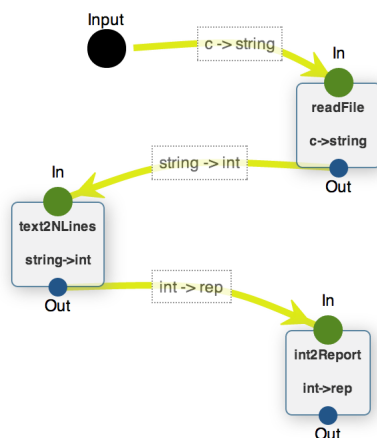 Input
c -> string
In
readFile
c->string
Out
string -> int
In
text2NLines
string->int
Out
int -> rep
In
int2Report
int->rep
Out